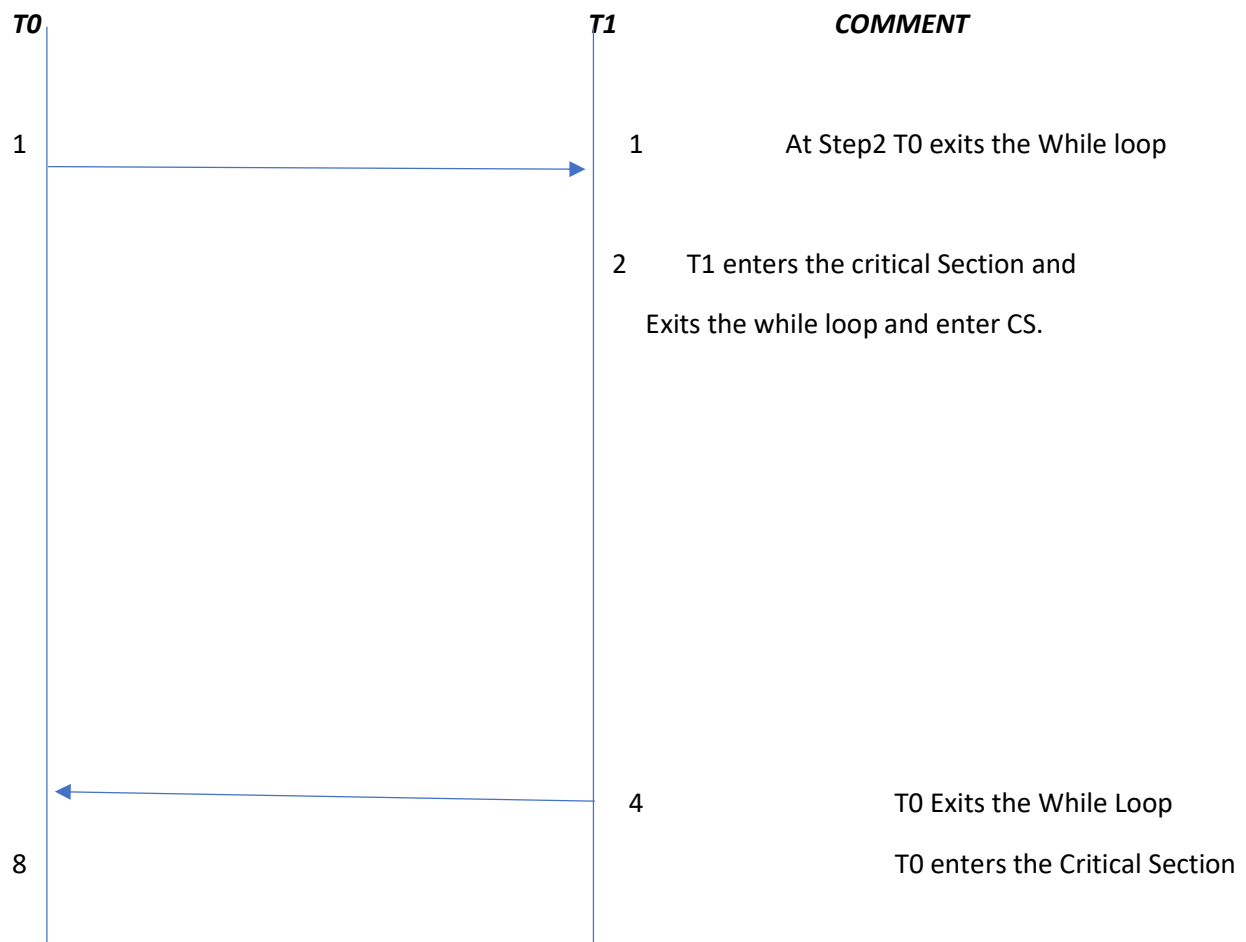 T0 T1 COMMENT
1 1 At Step2 T0 exits the While loop
2 T1 enters the critical Section and
Exits the while loop and enter CS.
4 T0 Exits the While Loop
8 T0 enters the Critical Section